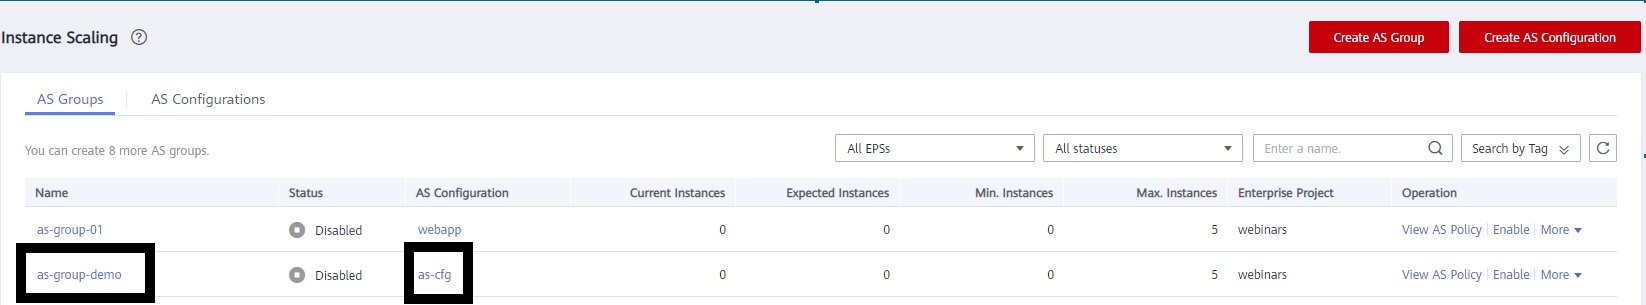 Instance Scaling ?
Create AS Group Create AS Configuration
AS Groups AS Configurations
You can create 8 more AS groups. All EPSs All statuses Enter a name. Search by Tag
Name Status AS Configuration Current Instances Expected Instances Min. Instances Max. Instances Enterprise Project Operation
as-group-01 Disabled webapp 0 0 0 5 webinars View AS Policy Enable More
as-group-demo Disabled as-cfg 0 0 0 5 webinars View AS Policy Enable More